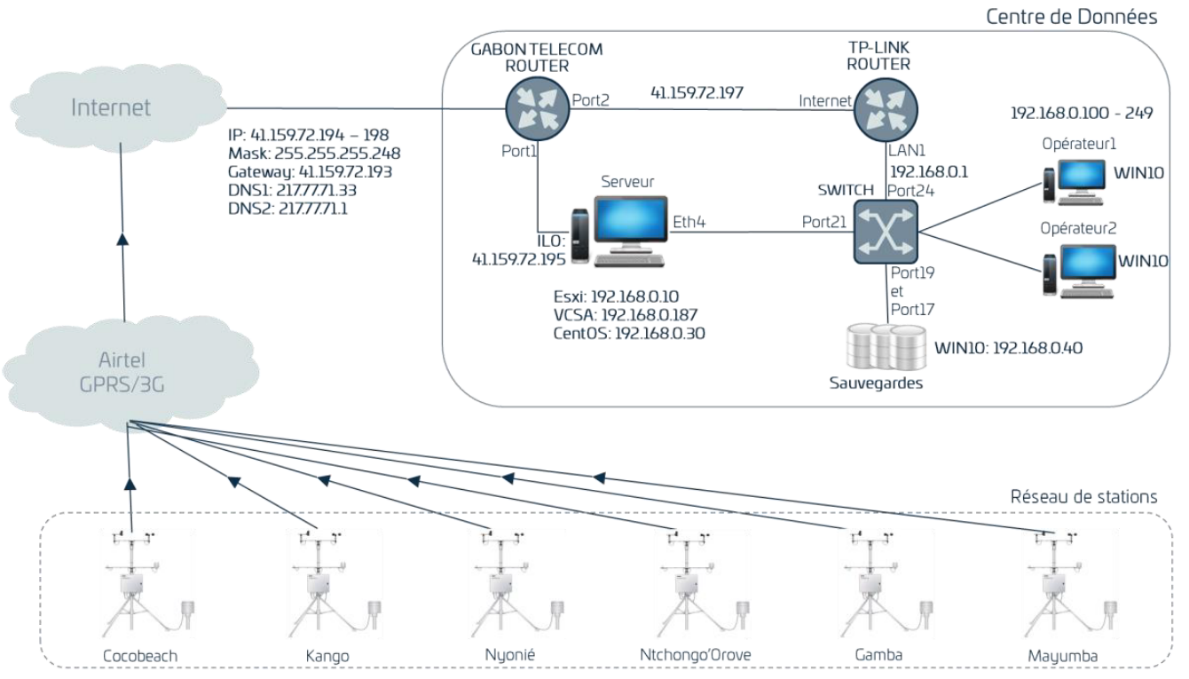 Centre de Données
GABON TELECOM
ROUTER
TP-LINK
ROUTER
Internet
Port2
41.159.72.197
Internet
192.168.0.100 - 249
IP: 41.159.72.194 – 198
Mask: 255.255.255.248
Gateway: 41.159.72.193
DNS1: 217.77.71.33
DNS2: 217.77.71.1
Port1
LAN1
192.168.0.1
Port24
Opérateur1
WIN10
Serveur
SWITCH
Eth4
Port21
Opérateur2
WIN10
ILO:
41.159.72.195
Port19
et
Port17
Esxi: 192.168.0.10
VCSA: 192.168.0.187
CentOS: 192.168.0.30
WIN10: 192.168.0.40
Sauvegardes
Airtel
GPRS/3G
Réseau de stations
Cocobeach
Kango
Nyonié
Ntchongo'Orove
Gamba
Mayumba